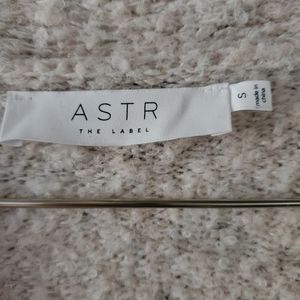 ASTR
THE LABEL
S
made in
china